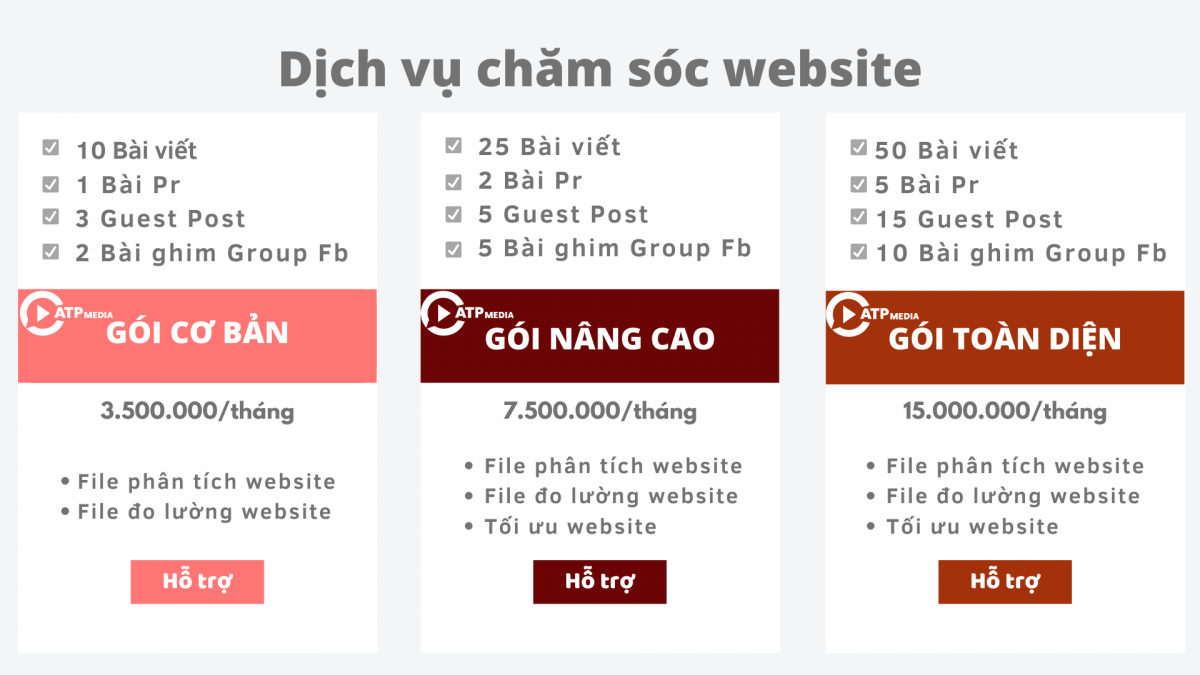 Dịch vụ chăm sóc website
10 Bài viết
1 Bài Pr
3 Guest Post
2 Bài ghim Group Fb
ATP MEDIA
GÓI CƠ BẢN
3.500.000/tháng
File phân tích website
File đo lường website
Hỗ trợ
25 Bài viết
2 Bài Pr
5 Guest Post
5 Bài ghim Group Fb
ATP MEDIA
GÓI NÂNG CAO
7.500.000/tháng
File phân tích website
File đo lường website
Tối ưu website
Hỗ trợ
50 Bài viết
5 Bài Pr
15 Guest Post
10 Bài ghim Group Fb
ATP MEDIA
GÓI TOÀN DIỆN
15.000.000/tháng
File phân tích website
File đo lường website
Tối ưu website
Hỗ trợ